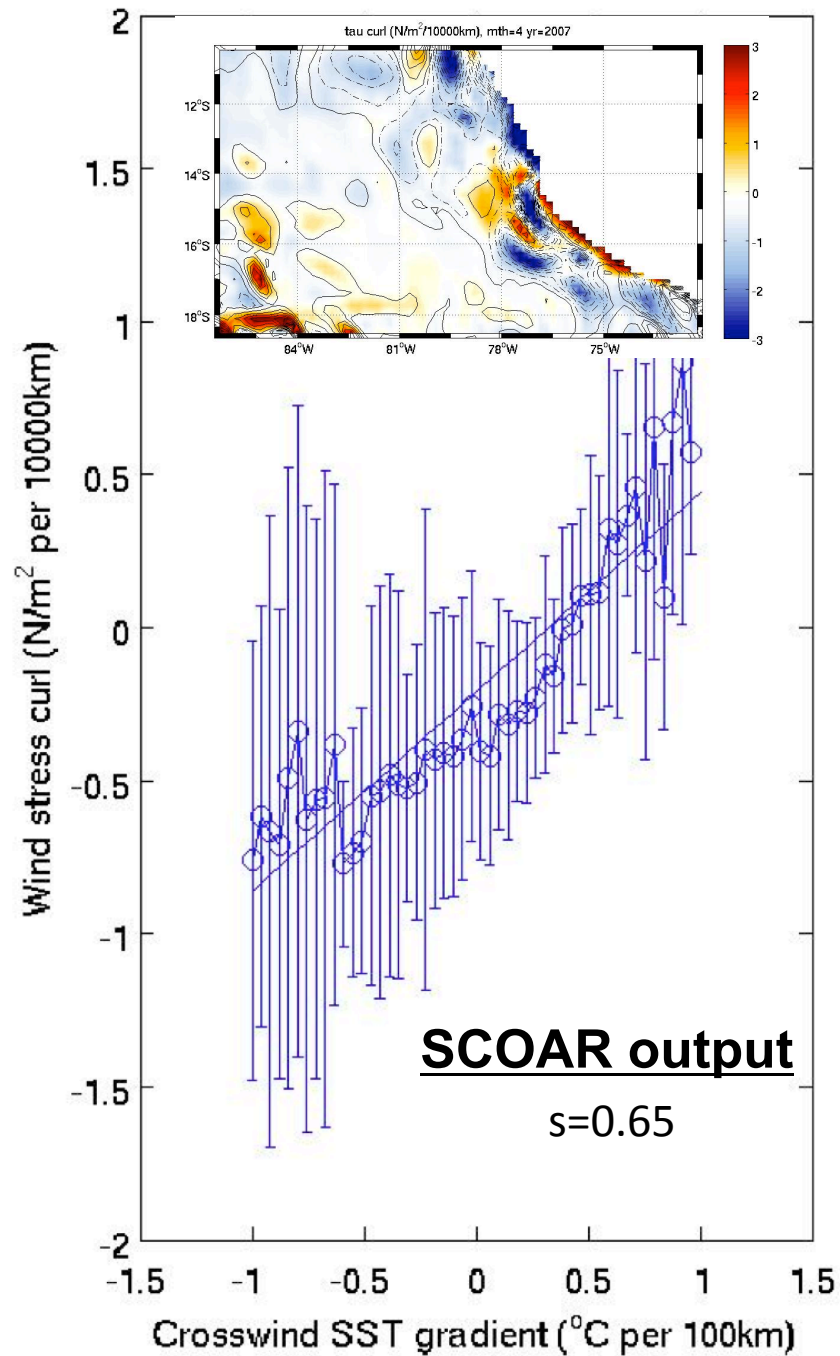 tau curl (N/m²/10000km), mth=4 yr=2007
12°S
14°S
16°S
18°S
84°W
81°W
78°W
75°W
3
2
1
0
-1
-2
-3
2
1.5
1
0.5
0
-0.5
-1
-1.5
-2
Wind stress curl (N/m² per 10000km)
SCOAR output
s=0.65
-1.5
-1
-0.5
0
0.5
1
1.5
Crosswind SST gradient (°C per 100km)